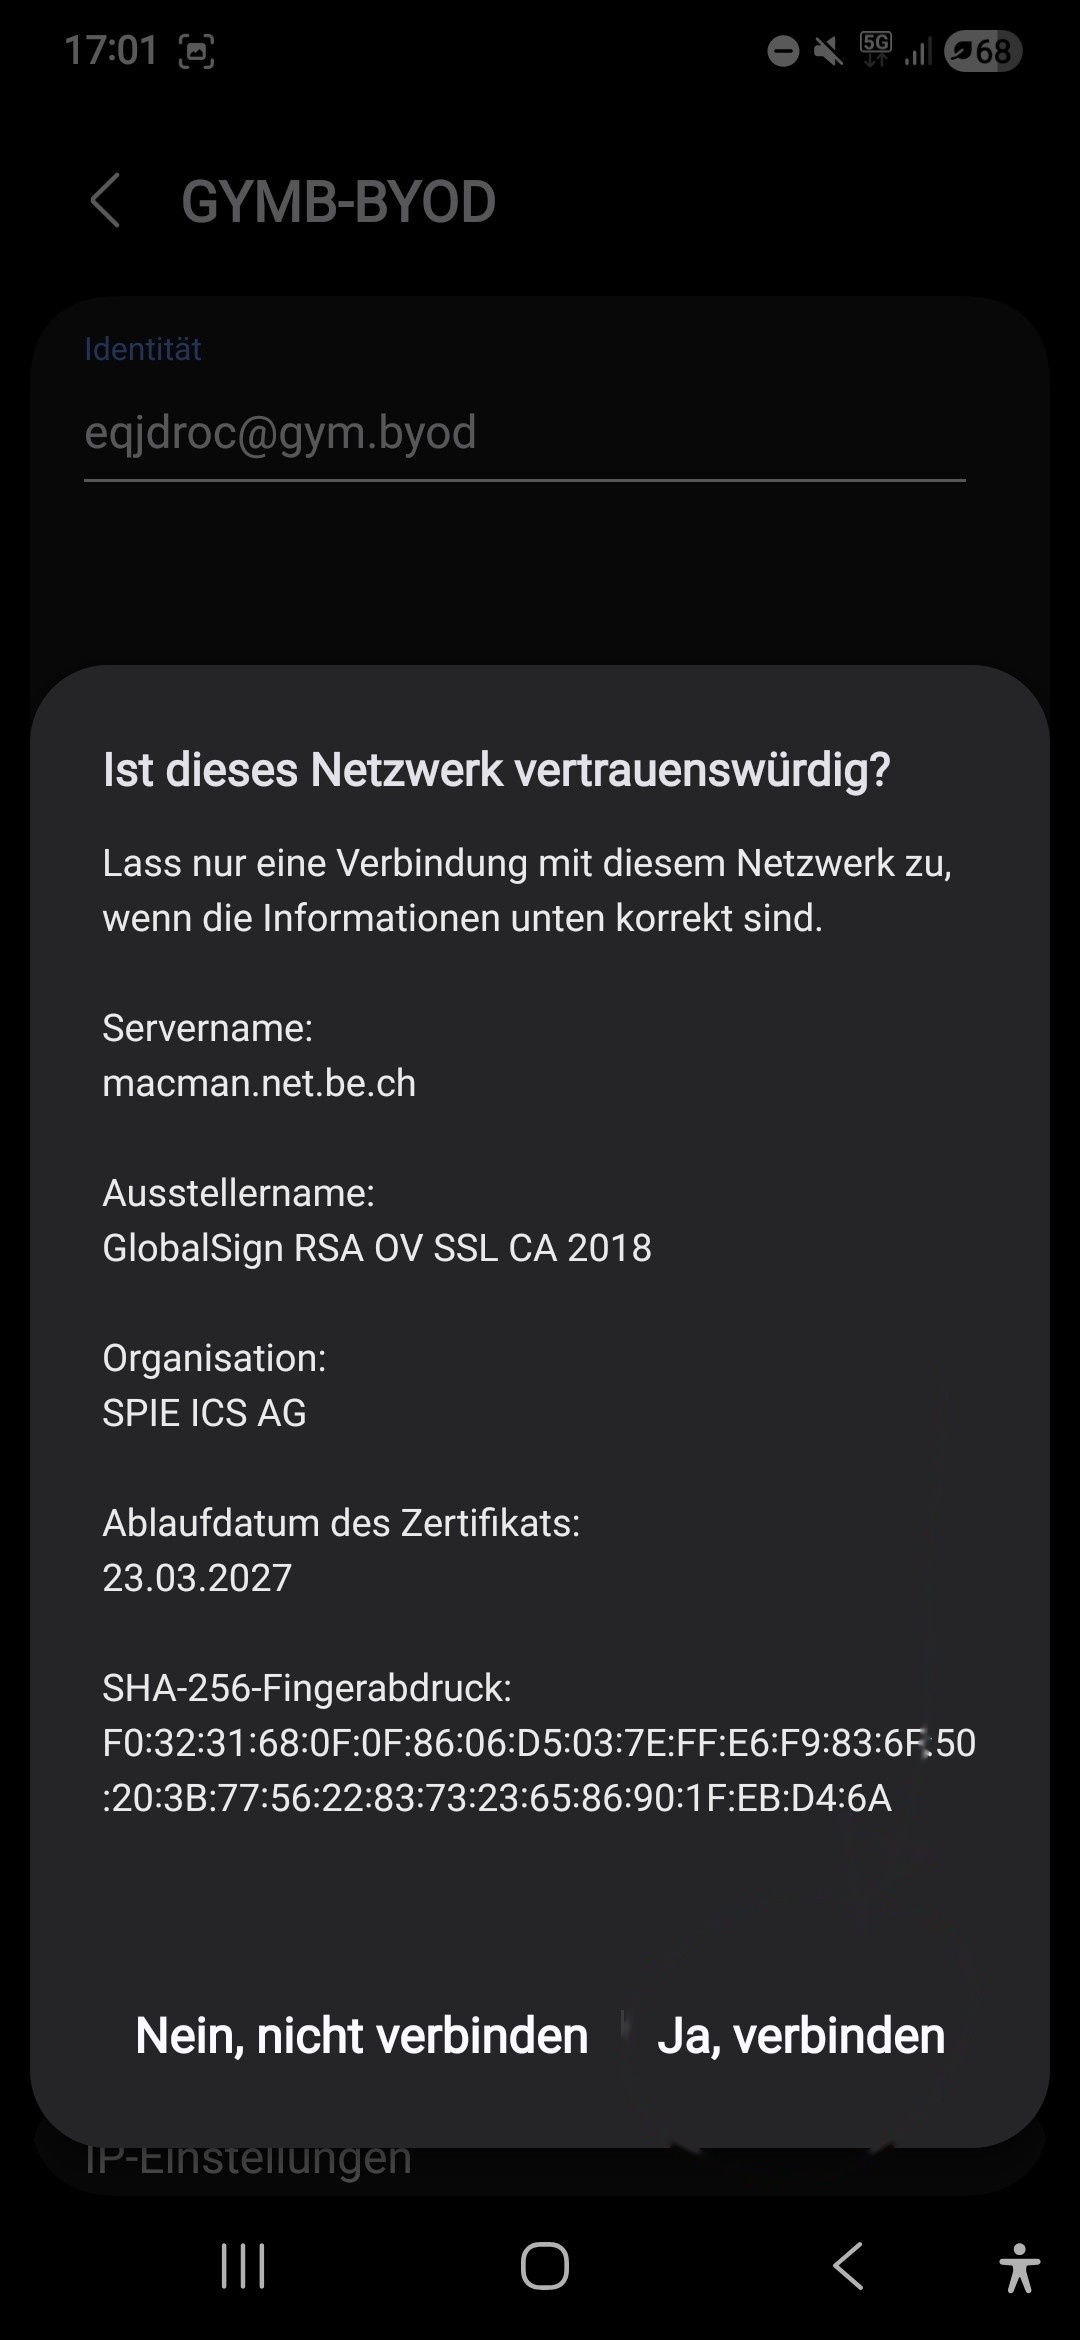 17:01
5G
68
GYMB-BYOD
Identität
eqjdroc@gym.byod
Ist dieses Netzwerk vertrauenswürdig?
Lass nur eine Verbindung mit diesem Netzwerk zu,
wenn die Informationen unten korrekt sind.
Servername:
macman.net.be.ch
Ausstellername:
GlobalSign RSA OV SSL CA 2018
Organisation:
SPIE ICS AG
Ablaufdatum des Zertifikats:
23.03.2027
SHA-256-Fingerabdruck:
F0:32:31:68:0F:0F:86:06:D5:03:7E:FF:E6:F9:83:6F:50
:20:3B:77:56:22:83:73:23:65:86:90:1F:EB:D4:6A
Nein, nicht verbinden
Ja, verbinden
IP-Einstellungen